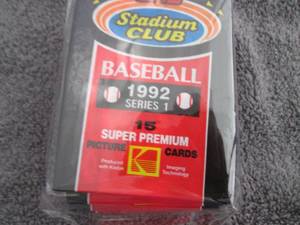 Stadium
CLUB
BASEBALL
1992
SERIES 1
15
SUPER PREMIUM
PICTURE CARDS
Produced with Kodak
Imaging Technology